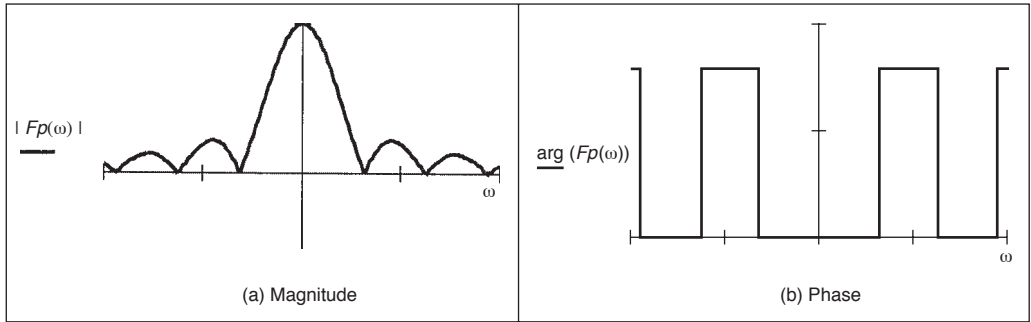 | Fp(ω) |
ω
(a) Magnitude
arg (Fp(ω))
ω
(b) Phase